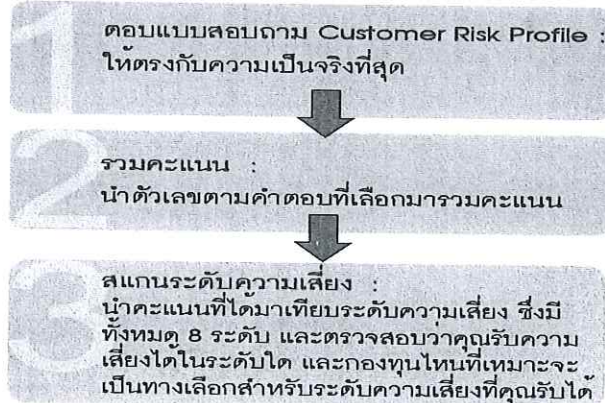 1
ตอบแบบสอบถาม Customer Risk Profile :
ให้ตรงกับความเป็นจริงที่สุด
2
รวมคะแนน :
นำตัวเลขตามคำตอบที่เลือกมารวมคะแนน
3
สแกนระดับความเสี่ยง :
นำคะแนนที่ได้มาเทียบระดับความเสี่ยง ซึ่งมี
ทั้งหมด 8 ระดับ และตรวจสอบว่าคุณรับความ
เสี่ยงได้ในระดับใด และกองทุนไหนที่เหมาะจะ
เป็นทางเลือกสำหรับระดับความเสี่ยงที่คุณรับได้